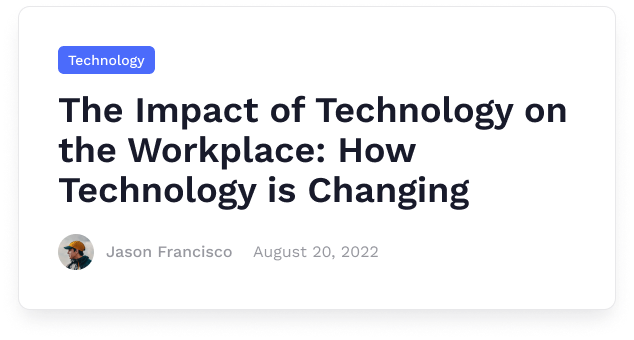 Technology
The Impact of Technology on
the Workplace: How
Technology is Changing
Jason Francisco August 20, 2022